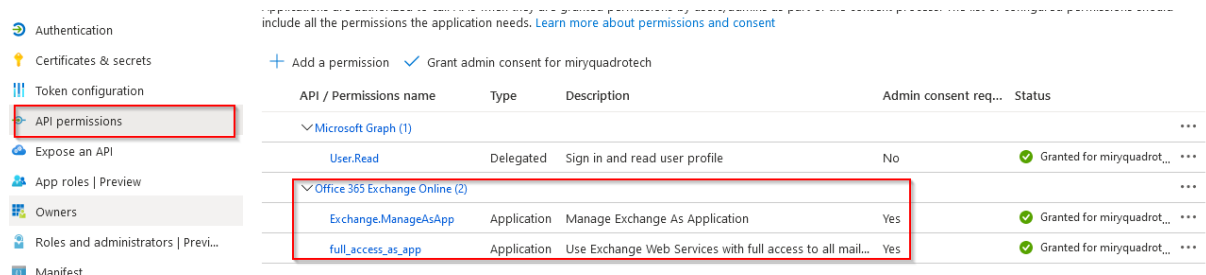 include all the permissions the application needs. Learn more about permissions and consent
Authentication
Certificates & secrets
Token configuration
API permissions
Expose an API
App roles | Preview
Owners
Roles and administrators | Previ...
Manifest
Add a permission
Grant admin consent for miryquadrotech
API / Permissions name Type Description Admin consent req... Status
Microsoft Graph (1)
User.Read Delegated Sign in and read user profile No Granted for miryquadrot...
Office 365 Exchange Online (2)
Exchange.ManageAsApp Application Manage Exchange As Application Yes Granted for miryquadrot...
full_access_as_app Application Use Exchange Web Services with full access to all mail... Yes Granted for miryquadrot...